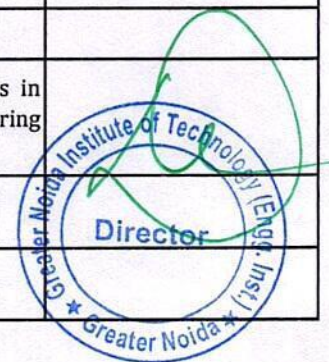 s in
ring
Greater Noida Institute of Technology (Engg. Inst.)
Director
★ Greater Noida ★